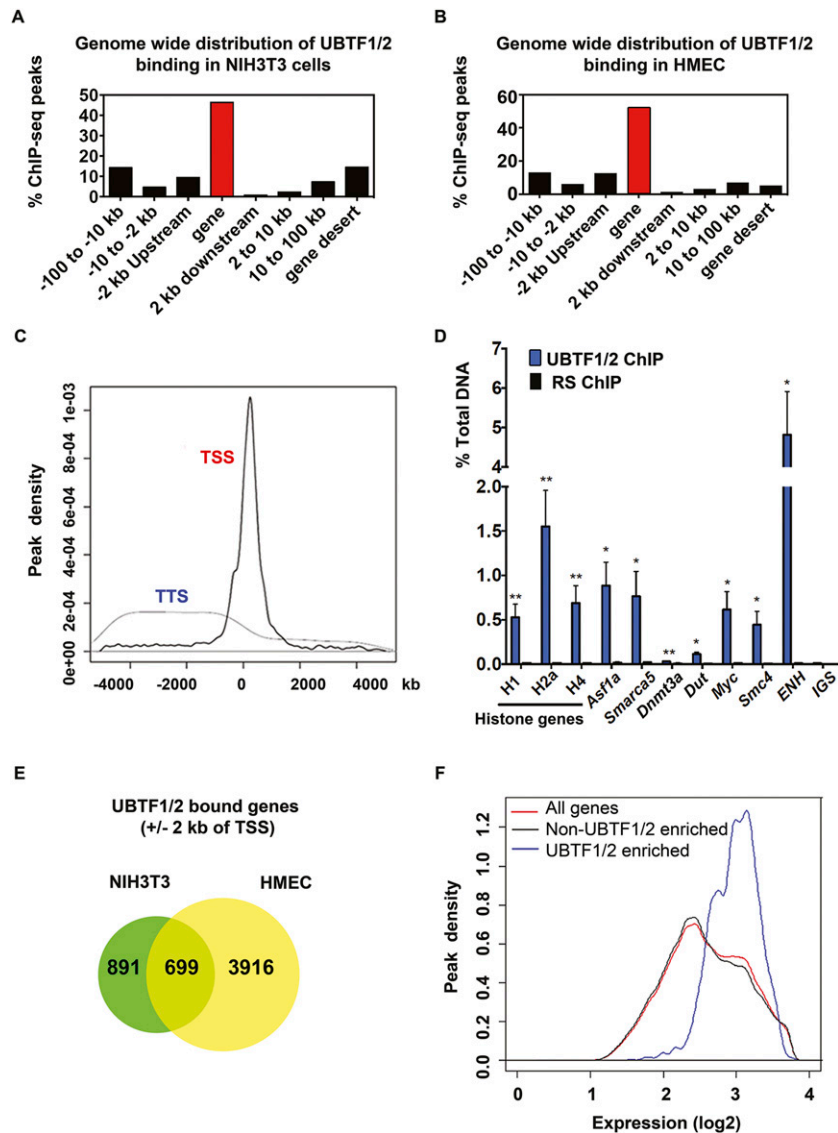 A
Genome wide distribution of UBTF1/2
binding in NIH3T3 cells
% ChIP-seq peaks
50
40
30
20
10
0
-100 to -10 kb
-10 to -2 kb
-2 kb Upstream
gene
2 kb downstream
2 to 10 kb
10 to 100 kb
gene desert
B
Genome wide distribution of UBTF1/2
binding in HMEC
% ChIP-seq peaks
60
40
20
0
-100 to -10 kb
-10 to -2 kb
-2 kb Upstream
gene
2 kb downstream
2 to 10 kb
10 to 100 kb
gene desert
C
Peak density
1e-03
8e-04
6e-04
4e-04
2e-04
0e+00
TSS
TTS
-4000 -2000 0 2000 4000 kb
D
% Total DNA
7
6
5
4
2.0
1.5
1.0
0.5
0.0
UBTF1/2 ChIP
RS ChIP
** ** ** * * ** * * * *
H1
H2a
H4
Asf1a
Smarca5
Dnmt3a
Dut
Myc
Smc4
ENH
IGS
Histone genes
E
UBTF1/2 bound genes
(+/- 2 kb of TSS)
NIH3T3 HMEC
891 699 3916
F
Peak density
1.2
1.0
0.8
0.6
0.4
0.2
0.0
All genes
Non-UBTF1/2 enriched
UBTF1/2 enriched
0 1 2 3 4
Expression (log2)